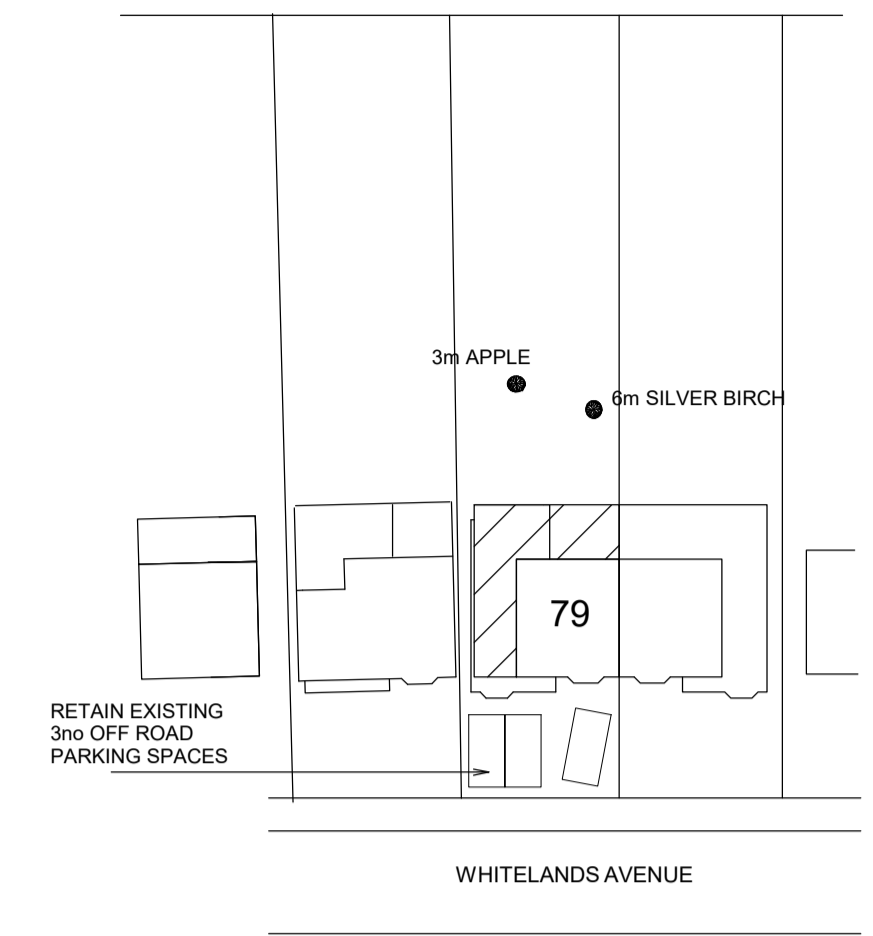 3m APPLE
6m SILVER BIRCH
79
RETAIN EXISTING
3no OFF ROAD
PARKING SPACES
WHITELANDS AVENUE